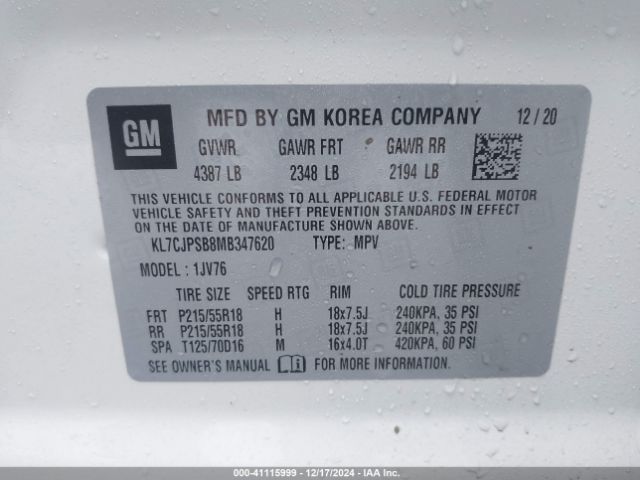 GM MFD BY GM KOREA COMPANY 12/20
GVWR GAWR FRT GAWR RR
4387 LB 2348 LB 2194 LB
THIS VEHICLE CONFORMS TO ALL APPLICABLE U.S. FEDERAL MOTOR
VEHICLE SAFETY AND THEFT PREVENTION STANDARDS IN EFFECT
ON THE DATE OF MANUFACTURE SHOWN ABOVE.
KL7CJPSB8MB347620 TYPE: MPV
MODEL : 1JV76
TIRE SIZE SPEED RTG RIM COLD TIRE PRESSURE
FRT P215/55R18 H 18x7.5J 240KPA, 35 PSI
RR P215/55R18 H 18x7.5J 240KPA, 35 PSI
SPA T125/70D16 M 16x4.0T 420KPA, 60 PSI
SEE OWNER'S MANUAL FOR MORE INFORMATION
000-41115999 — 12/17/2024 — IAA Inc.